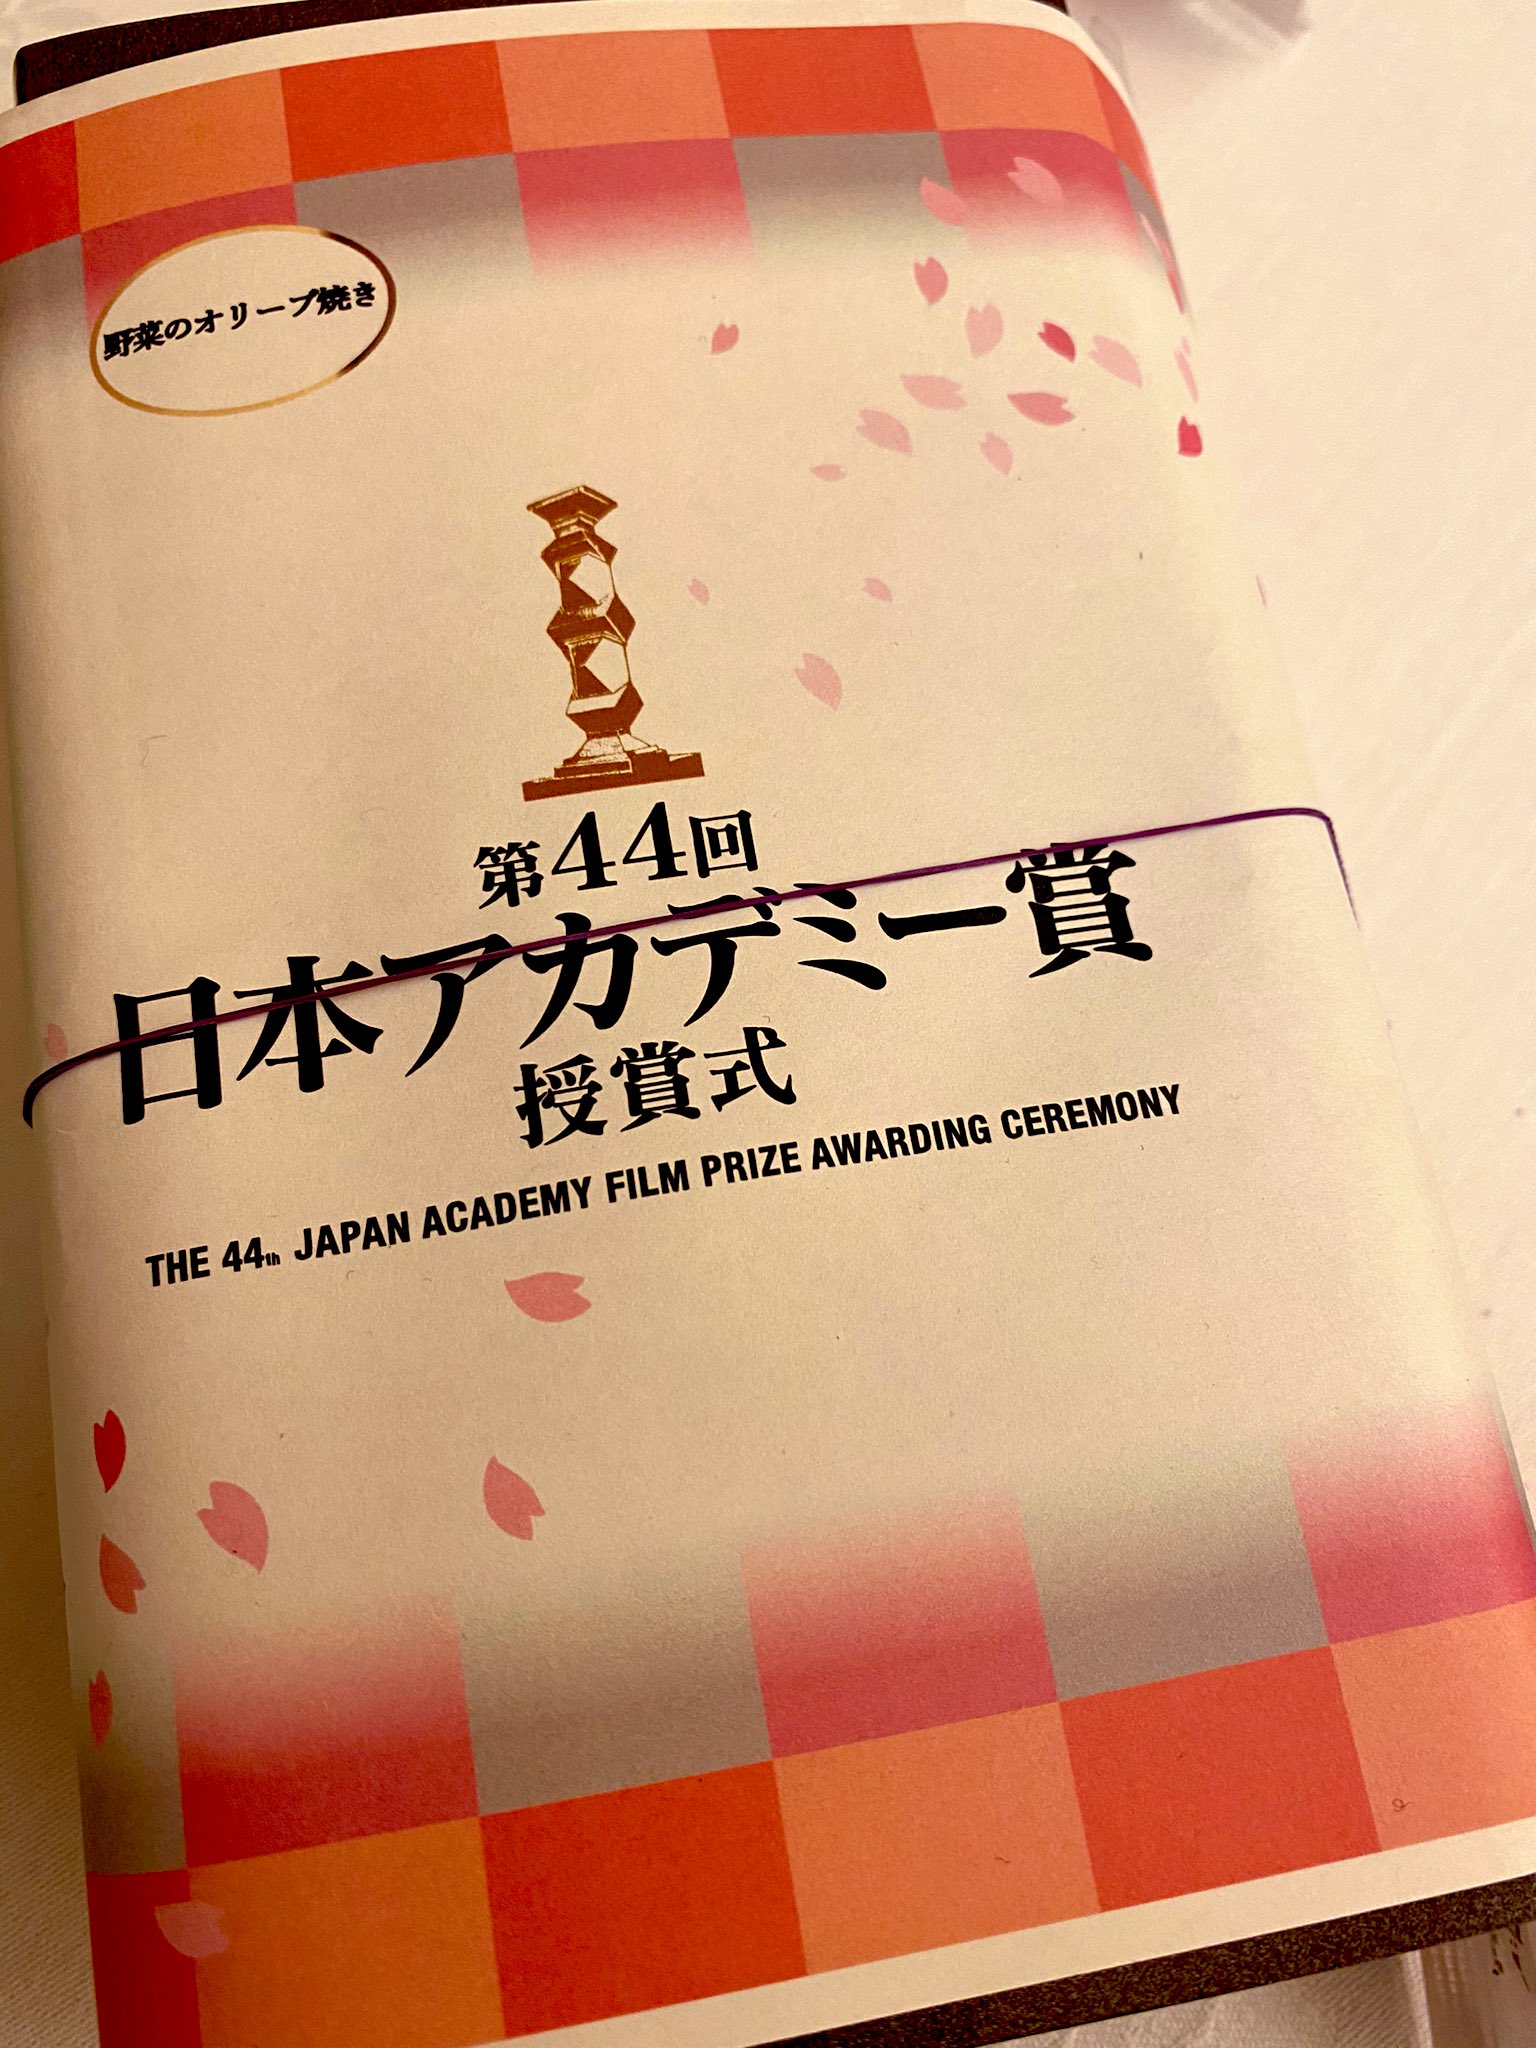 野菜のオリーブ焼き
第44回
日本アカデミー賞
授賞式
THE 44th JAPAN ACADEMY FILM PRIZE AWARDING CEREMONY